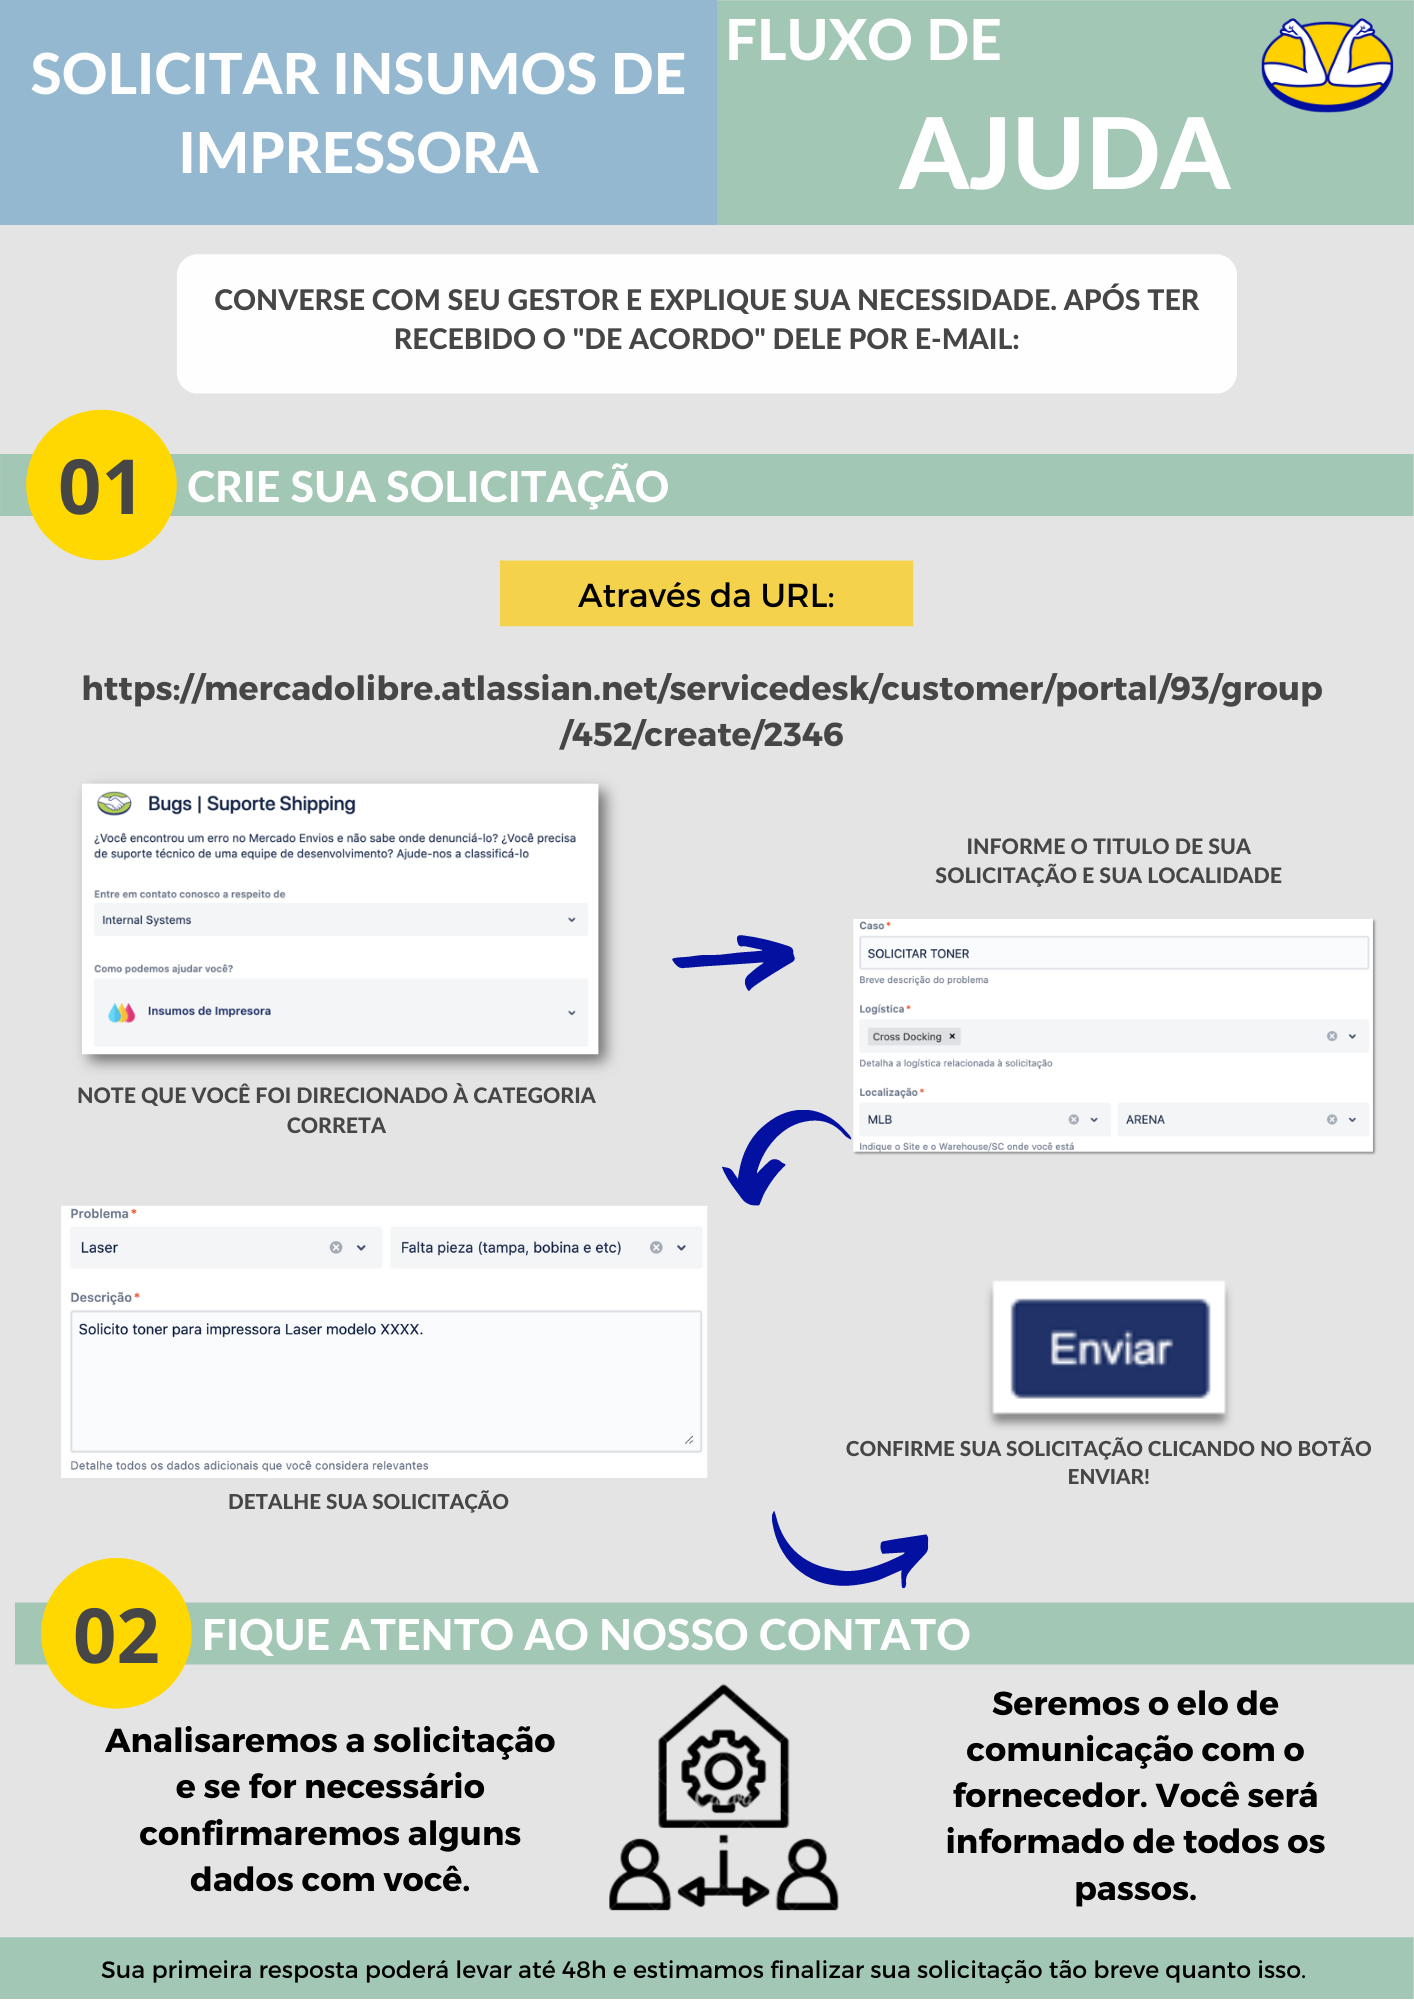 SOLICITAR INSUMOS DE
IMPRESSORA
FLUXO DE
AJUDA
CONVERSE COM SEU GESTOR E EXPLIQUE SUA NECESSIDADE. APÓS TER
RECEBIDO O "DE ACORDO" DELE POR E-MAIL:
01
CRIE SUA SOLICITAÇÃO
Através da URL:
https://mercadolibre.atlassian.net/servicedesk/customer/portal/93/group
/452/create/2346
Bugs | Suporte Shipping
¿Você encontrou um erro no Mercado Envios e não sabe onde denunciá-lo? ¿Você precisa
de suporte técnico de uma equipe de desenvolvimento? Ajude-nos a classificá-lo
Entre em contato conosco a respeito de
Internal Systems
Como podemos ajudar você?
Insumos de Impresora
NOTE QUE VOCÊ FOI DIRECIONADO À CATEGORIA
CORRETA
INFORME O TITULO DE SUA
SOLICITAÇÃO E SUA LOCALIDADE
Caso*
SOLICITAR TONER
Breve descrição do problema
Logística*
Cross Docking ×
Detalha a logística relacionada à solicitação
Localização*
MLB
ARENA
Indique o Site e o Warehouse/SC onde você está
Problema*
Laser
Falta pieza (tampa, bobina e etc)
Descrição*
Solicito toner para impressora Laser modelo XXXX.
Detalhe todos os dados adicionais que você considera relevantes
DETALHE SUA SOLICITAÇÃO
Enviar
CONFIRME SUA SOLICITAÇÃO CLICANDO NO BOTÃO
ENVIAR!
02
FIQUE ATENTO AO NOSSO CONTATO
Analisaremos a solicitação
e se for necessário
confirmaremos alguns
dados com você.
Seremos o elo de
comunicação com o
fornecedor. Você será
informado de todos os
passos.
Sua primeira resposta poderá levar até 48h e estimamos finalizar sua solicitação tão breve quanto isso.